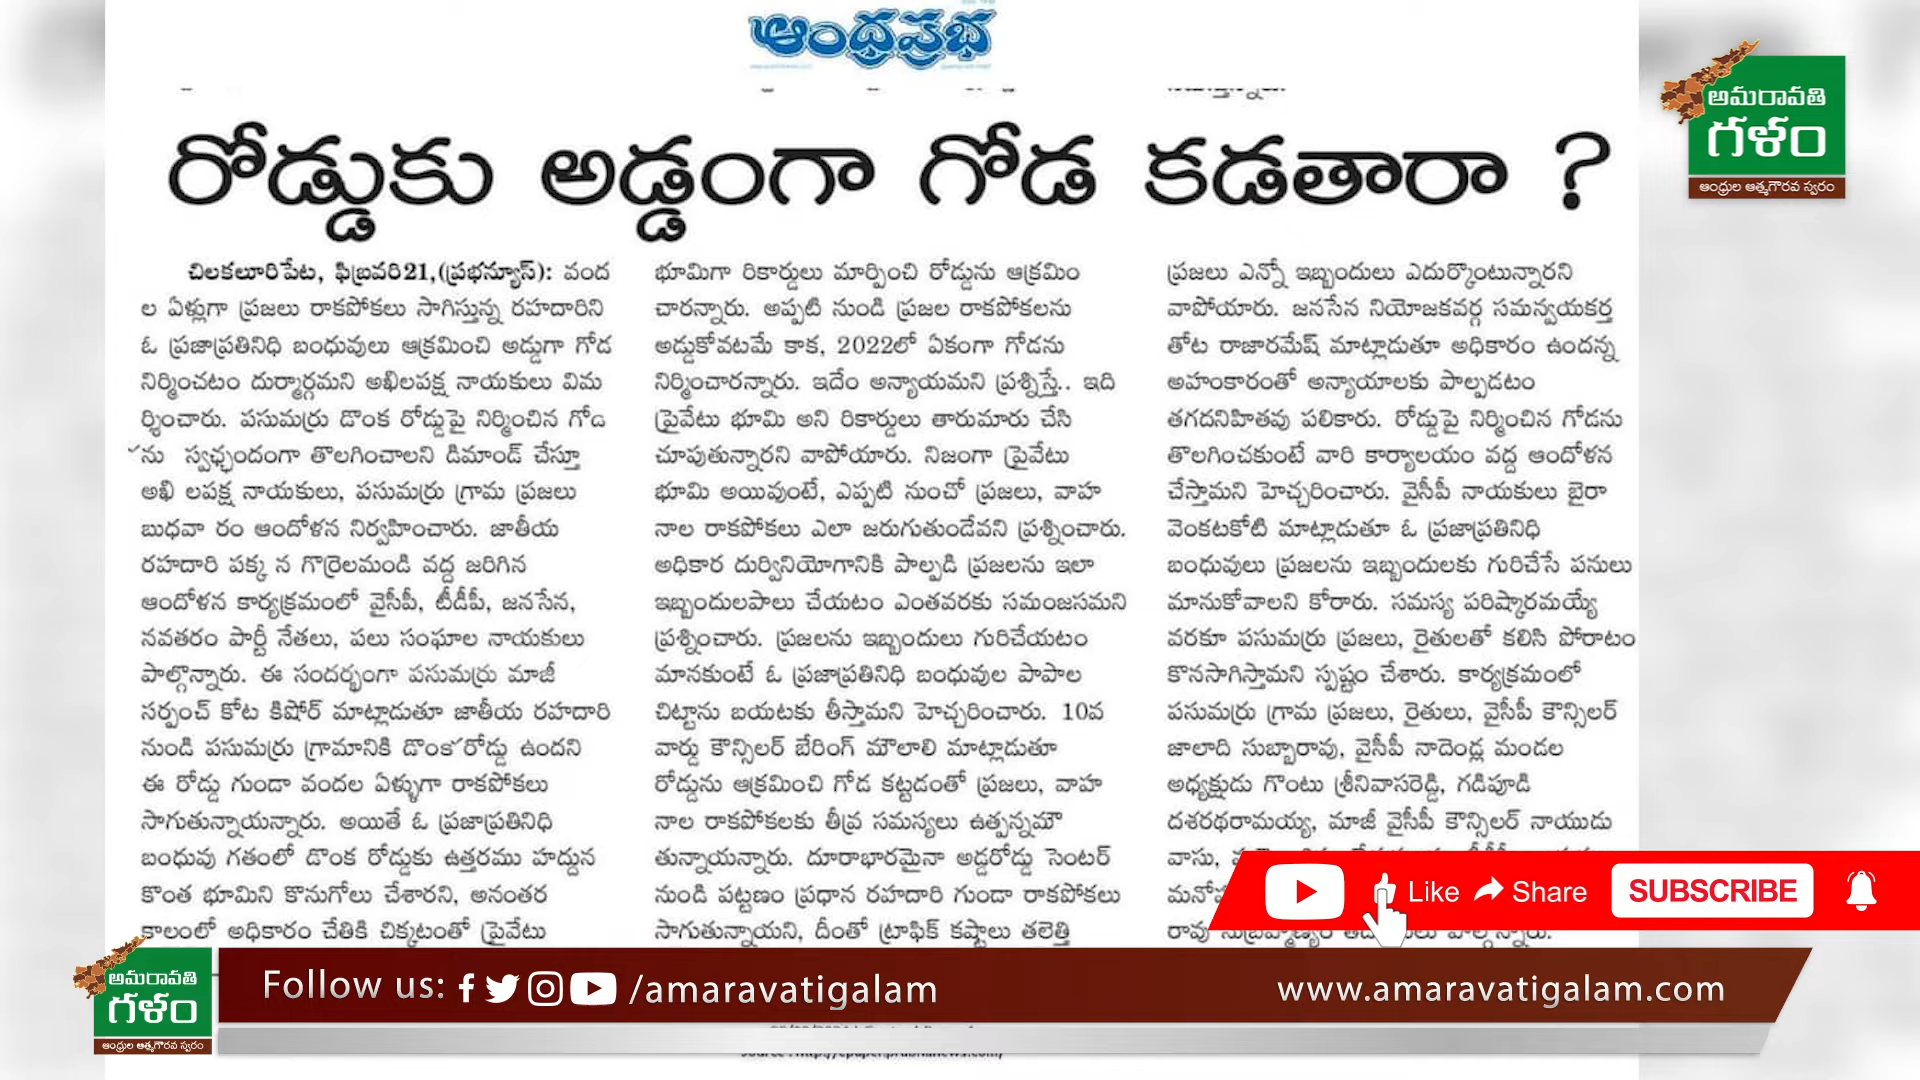 ఆంధ్రప్రభ
అమరావతి
గళం
ఆంధ్రుల ఆత్మగౌరవ స్వరం
రోడ్డుకు అడ్డంగా గోడ కడతారా ?
చిలకలూరిపేట, ఫిబ్రవరి21,(ప్రభన్యూస్): వంద
ల ఏళ్లుగా ప్రజలు రాకపోకలు సాగిస్తున్న రహదారిని
ఓ ప్రజాప్రతినిధి బంధువులు ఆక్రమించి అడ్డుగా గోడ
నిర్మించటం దుర్మార్గమని అఖిలపక్ష నాయకులు విమ
ర్శించారు. పసుమర్రు డొంక రోడ్డుపై నిర్మించిన గోడ
ను స్వచ్ఛందంగా తొలగించాలని డిమాండ్ చేస్తూ
అఖి లపక్ష నాయకులు, పసుమర్రు గ్రామ ప్రజలు
బుధవా రం ఆందోళన నిర్వహించారు. జాతీయ
రహదారి పక్క న గొర్రెలమండి వద్ద జరిగిన
ఆందోళన కార్యక్రమంలో వైసీపీ, టీడీపీ, జనసేన,
నవతరం పార్టీ నేతలు, పలు సంఘాల నాయకులు
పాల్గొన్నారు. ఈ సందర్భంగా పసుమర్రు మాజీ
సర్పంచ్ కోట కిషోర్ మాట్లాడుతూ జాతీయ రహదారి
నుండి పసుమర్రు గ్రామానికి డొంకరోడ్డు ఉందని
ఈ రోడ్డు గుండా వందల ఏళ్ళుగా రాకపోకలు
సాగుతున్నాయన్నారు. అయితే ఓ ప్రజాప్రతినిధి
బంధువు గతంలో డొంక రోడ్డుకు ఉత్తరము హద్దున
కొంత భూమిని కొనుగోలు చేశారని, అనంతర
కాలంలో అధికారం చేతికి చిక్కటంతో ప్రైవేటు
భూమిగా రికార్డులు మార్పించి రోడ్డును ఆక్రమిం
చారన్నారు. అప్పటి నుండి ప్రజల రాకపోకలను
అడ్డుకోవటమే కాక, 2022లో ఏకంగా గోడను
నిర్మించారన్నారు. ఇదేం అన్యాయమని ప్రశ్నిస్తే.. ఇది
ప్రైవేటు భూమి అని రికార్డులు తారుమారు చేసి
చూపుతున్నారని వాపోయారు. నిజంగా ప్రైవేటు
భూమి అయివుంటే, ఎప్పటి నుంచో ప్రజలు, వాహ
నాల రాకపోకలు ఎలా జరుగుతుండేవని ప్రశ్నించారు.
అధికార దుర్వినియోగానికి పాల్పడి ప్రజలను ఇలా
ఇబ్బందులపాలు చేయటం ఎంతవరకు సమంజసమని
ప్రశ్నించారు. ప్రజలను ఇబ్బందులు గురిచేయటం
మానకుంటే ఓ ప్రజాప్రతినిధి బంధువుల పాపాల
చిట్టాను బయటకు తీస్తామని హెచ్చరించారు. 10వ
వార్డు కౌన్సిలర్ బేరింగ్ మౌలాలి మాట్లాడుతూ
రోడ్డును ఆక్రమించి గోడ కట్టడంతో ప్రజలు, వాహ
నాల రాకపోకలకు తీవ్ర సమస్యలు ఉత్పన్నమౌ
తున్నాయన్నారు. దూరాభారమైనా అడ్డరోడ్డు సెంటర్
నుండి పట్టణం ప్రధాన రహదారి గుండా రాకపోకలు
సాగుతున్నాయని, దీంతో ట్రాఫిక్ కష్టాలు తలెత్తి
ప్రజలు ఎన్నో ఇబ్బందులు ఎదుర్కొంటున్నారని
వాపోయారు. జనసేన నియోజకవర్గ సమన్వయకర్త
తోట రాజారమేష్ మాట్లాడుతూ అధికారం ఉందన్న
అహంకారంతో అన్యాయాలకు పాల్పడటం
తగదనిహితవు పలికారు. రోడ్డుపై నిర్మించిన గోడను
తొలగించకుంటే వారి కార్యాలయం వద్ద ఆందోళన
చేస్తామని హెచ్చరించారు. వైసీపీ నాయకులు బైరా
వెంకటకోటి మాట్లాడుతూ ఓ ప్రజాప్రతినిధి
బంధువులు ప్రజలను ఇబ్బందులకు గురిచేసే పనులు
మానుకోవాలని కోరారు. సమస్య పరిష్కారమయ్యే
వరకూ పసుమర్రు ప్రజలు, రైతులతో కలిసి పోరాటం
కొనసాగిస్తామని స్పష్టం చేశారు. కార్యక్రమంలో
పసుమర్రు గ్రామ ప్రజలు, రైతులు, వైసీపీ కౌన్సిలర్
జాలాది సుబ్బారావు, వైసీపీ నాదెండ్ల మండల
అధ్యక్షుడు గొంటు శ్రీనివాసరెడ్డి, గడిపూడి
దశరథరామయ్య, మాజీ వైసీపీ కౌన్సిలర్ నాయుడు
వాసు,
Like Share SUBSCRIBE
అమరావతి
గళం
ఆంధ్రుల ఆత్మగౌరవ స్వరం
Follow us: /amaravatigalam
www.amaravatigalam.com